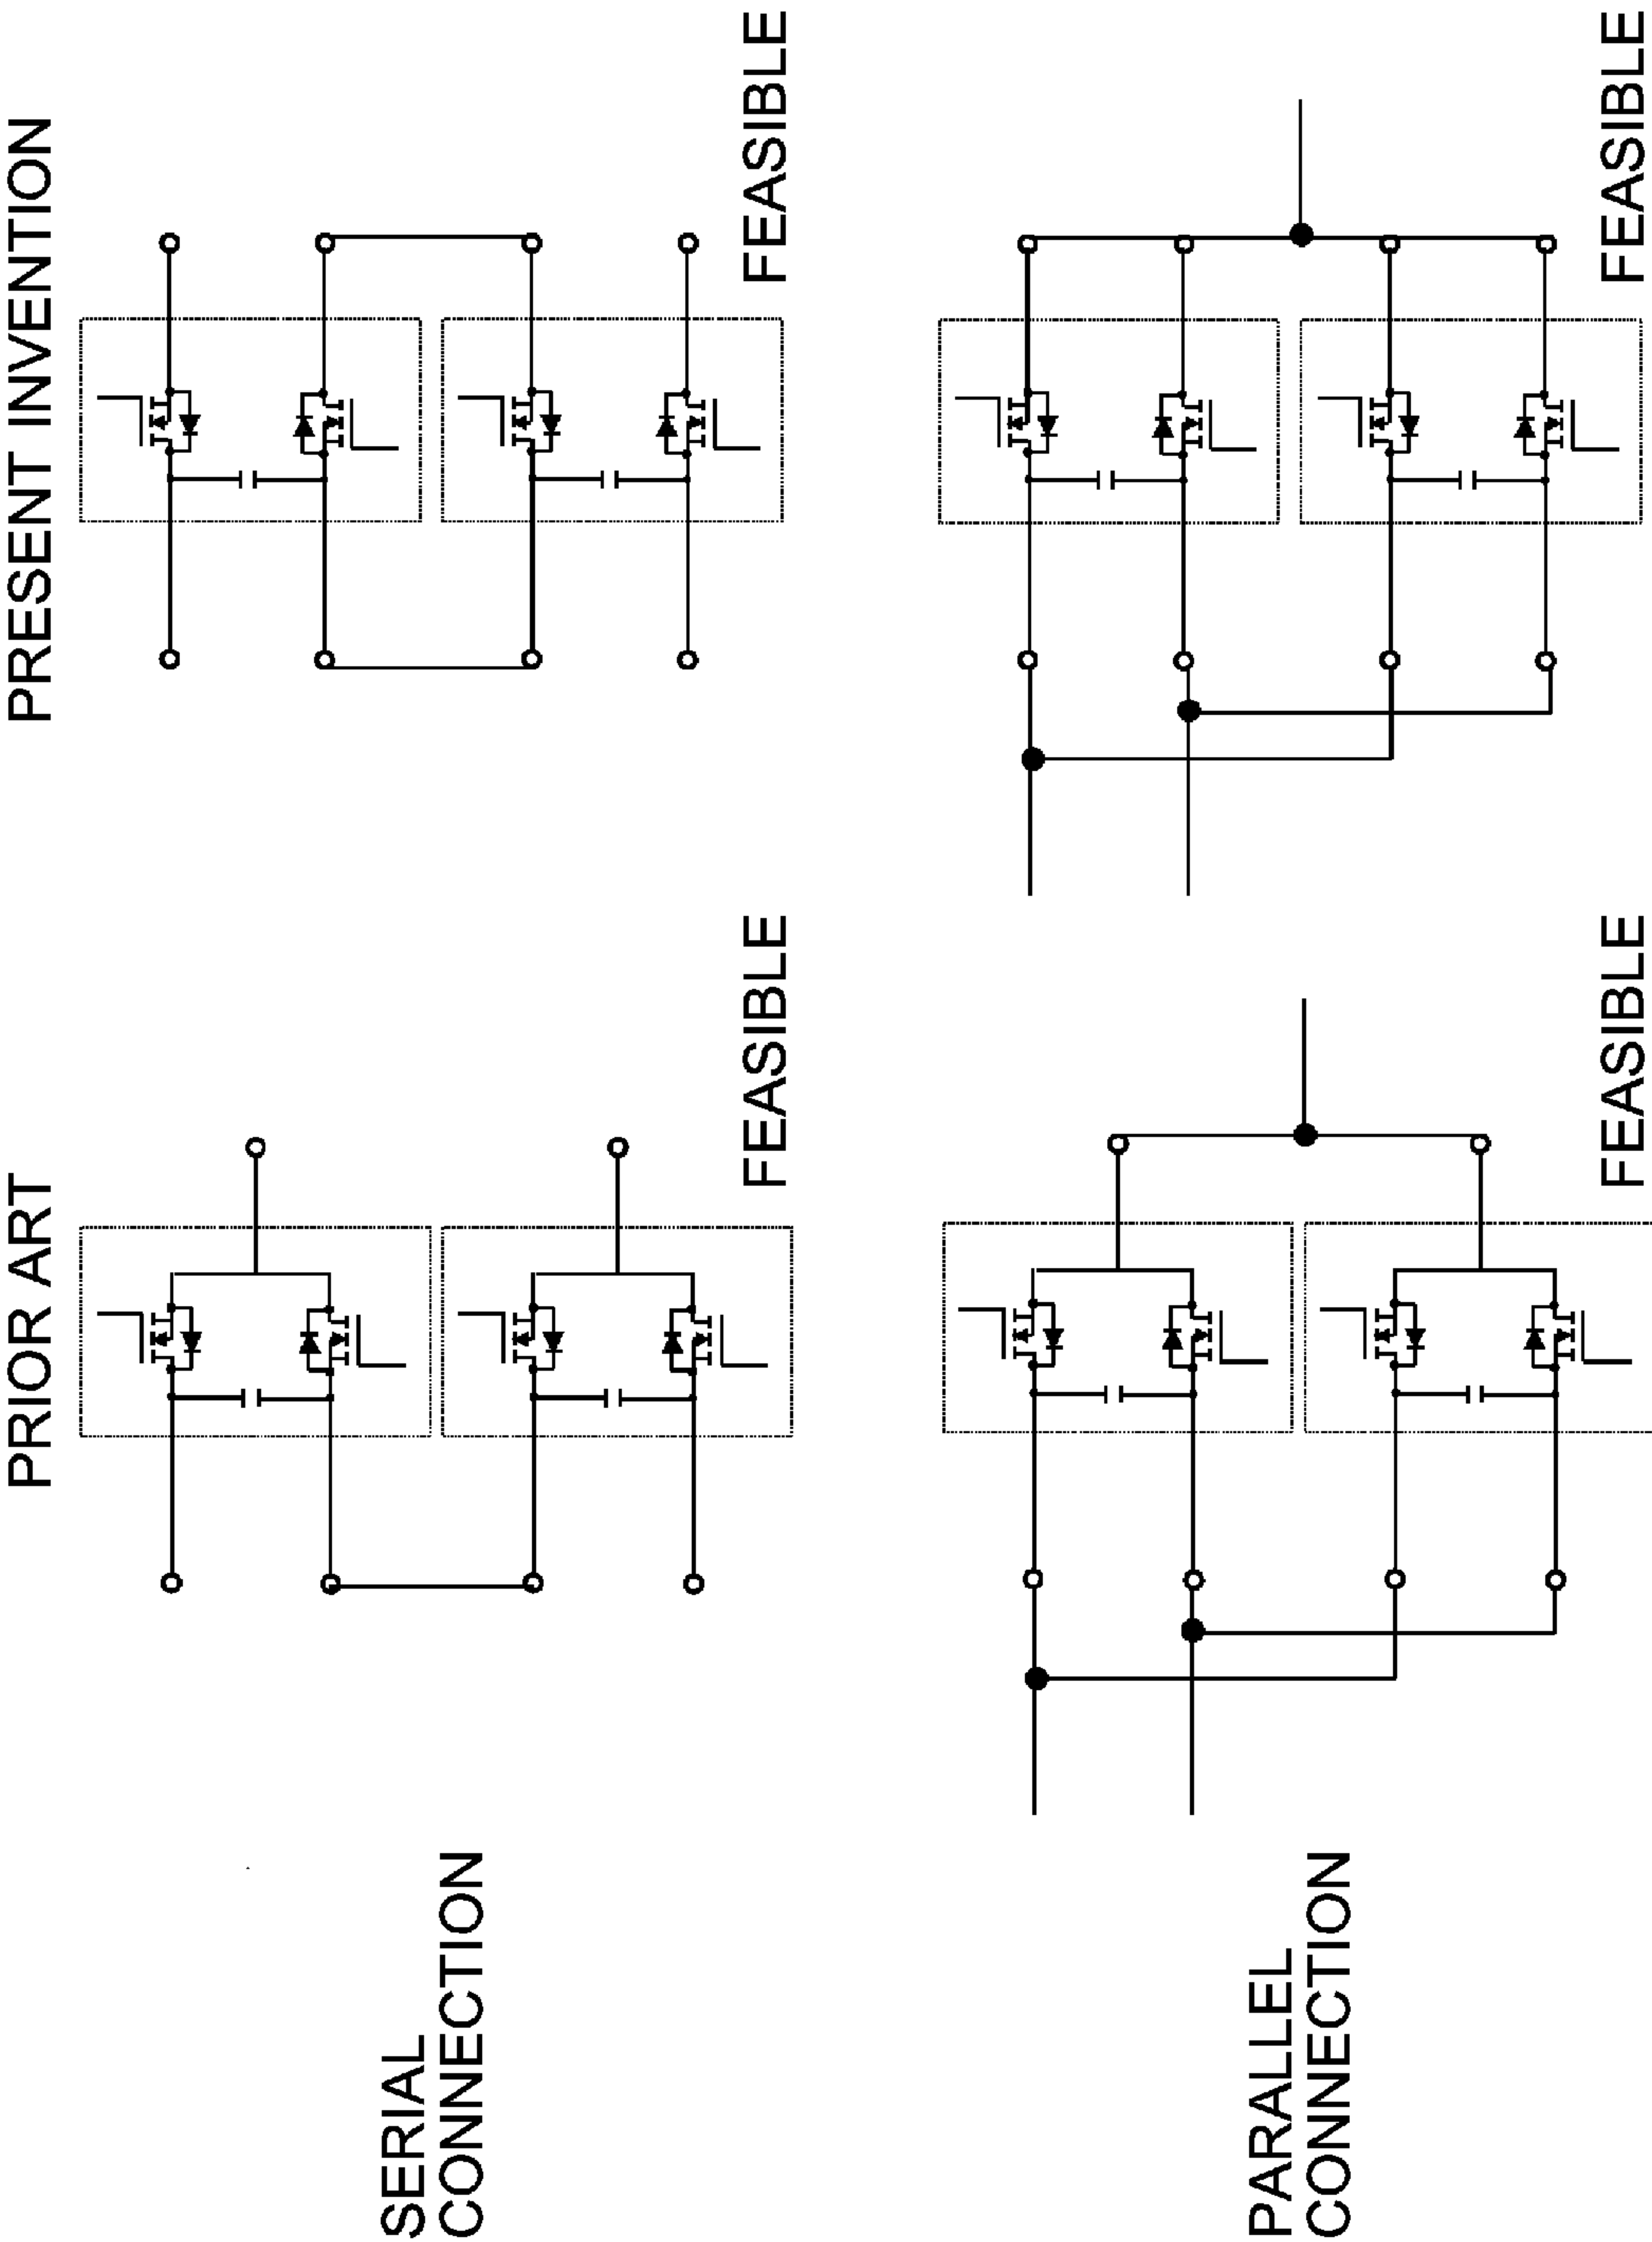 PRIOR ART
PRESENT INVENTION
SERIAL
CONNECTION
FEASIBLE
FEASIBLE
PARALLEL
CONNECTION
FEASIBLE
FEASIBLE